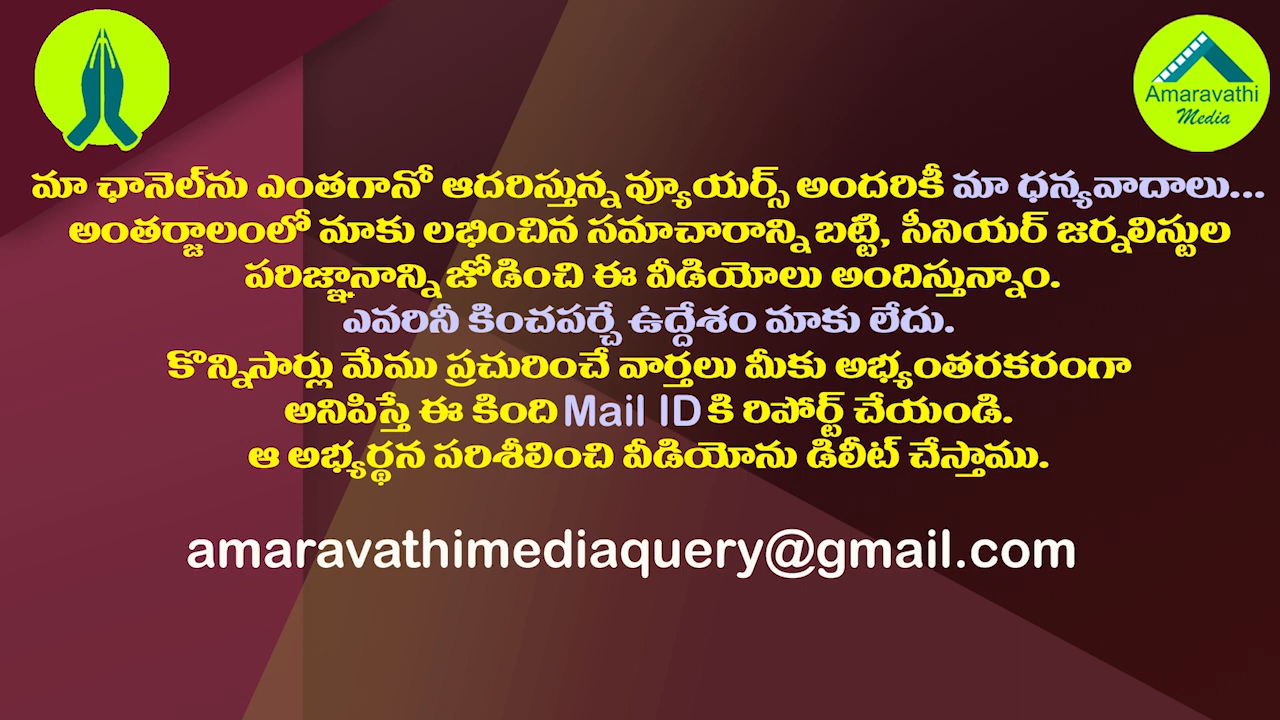 Amaravathi
Media
మా ఛానెల్‌ను ఎంతగానో ఆదరిస్తున్న వ్యూయర్స్ అందరికీ మా ధన్యవాదాలు...
అంతర్జాలంలో మాకు లభించిన సమాచారాన్ని బట్టి, సీనియర్ జర్నలిస్టుల
పరిజ్ఞానాన్ని జోడించి ఈ వీడియోలు అందిస్తున్నాం.
ఎవరినీ కించపర్చే ఉద్దేశం మాకు లేదు.
కొన్నిసార్లు మేము ప్రచురించే వార్తలు మీకు అభ్యంతరకరంగా
అనిపిస్తే ఈ కింది Mail ID కి రిపోర్ట్ చేయండి.
ఆ అభ్యర్థన పరిశీలించి వీడియోను డిలీట్ చేస్తాము.
amaravathimediaquery@gmail.com